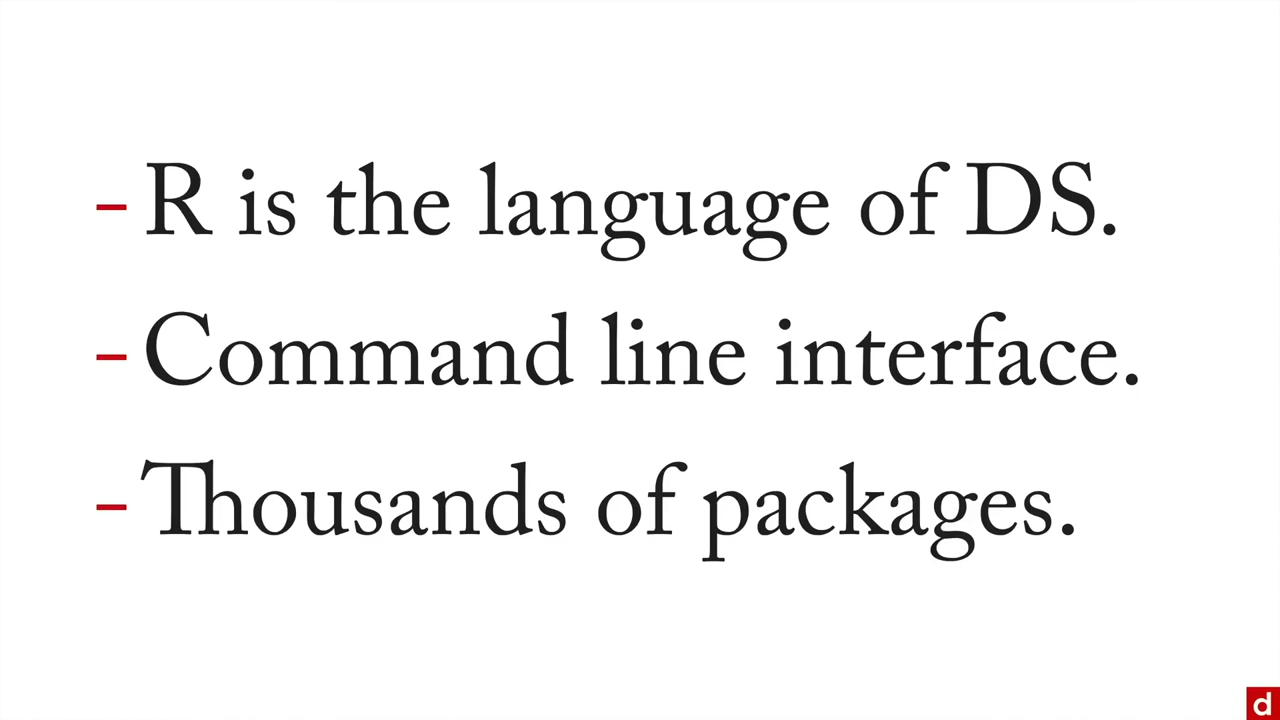 - R is the language of DS.
- Command line interface.
- Thousands of packages.
d